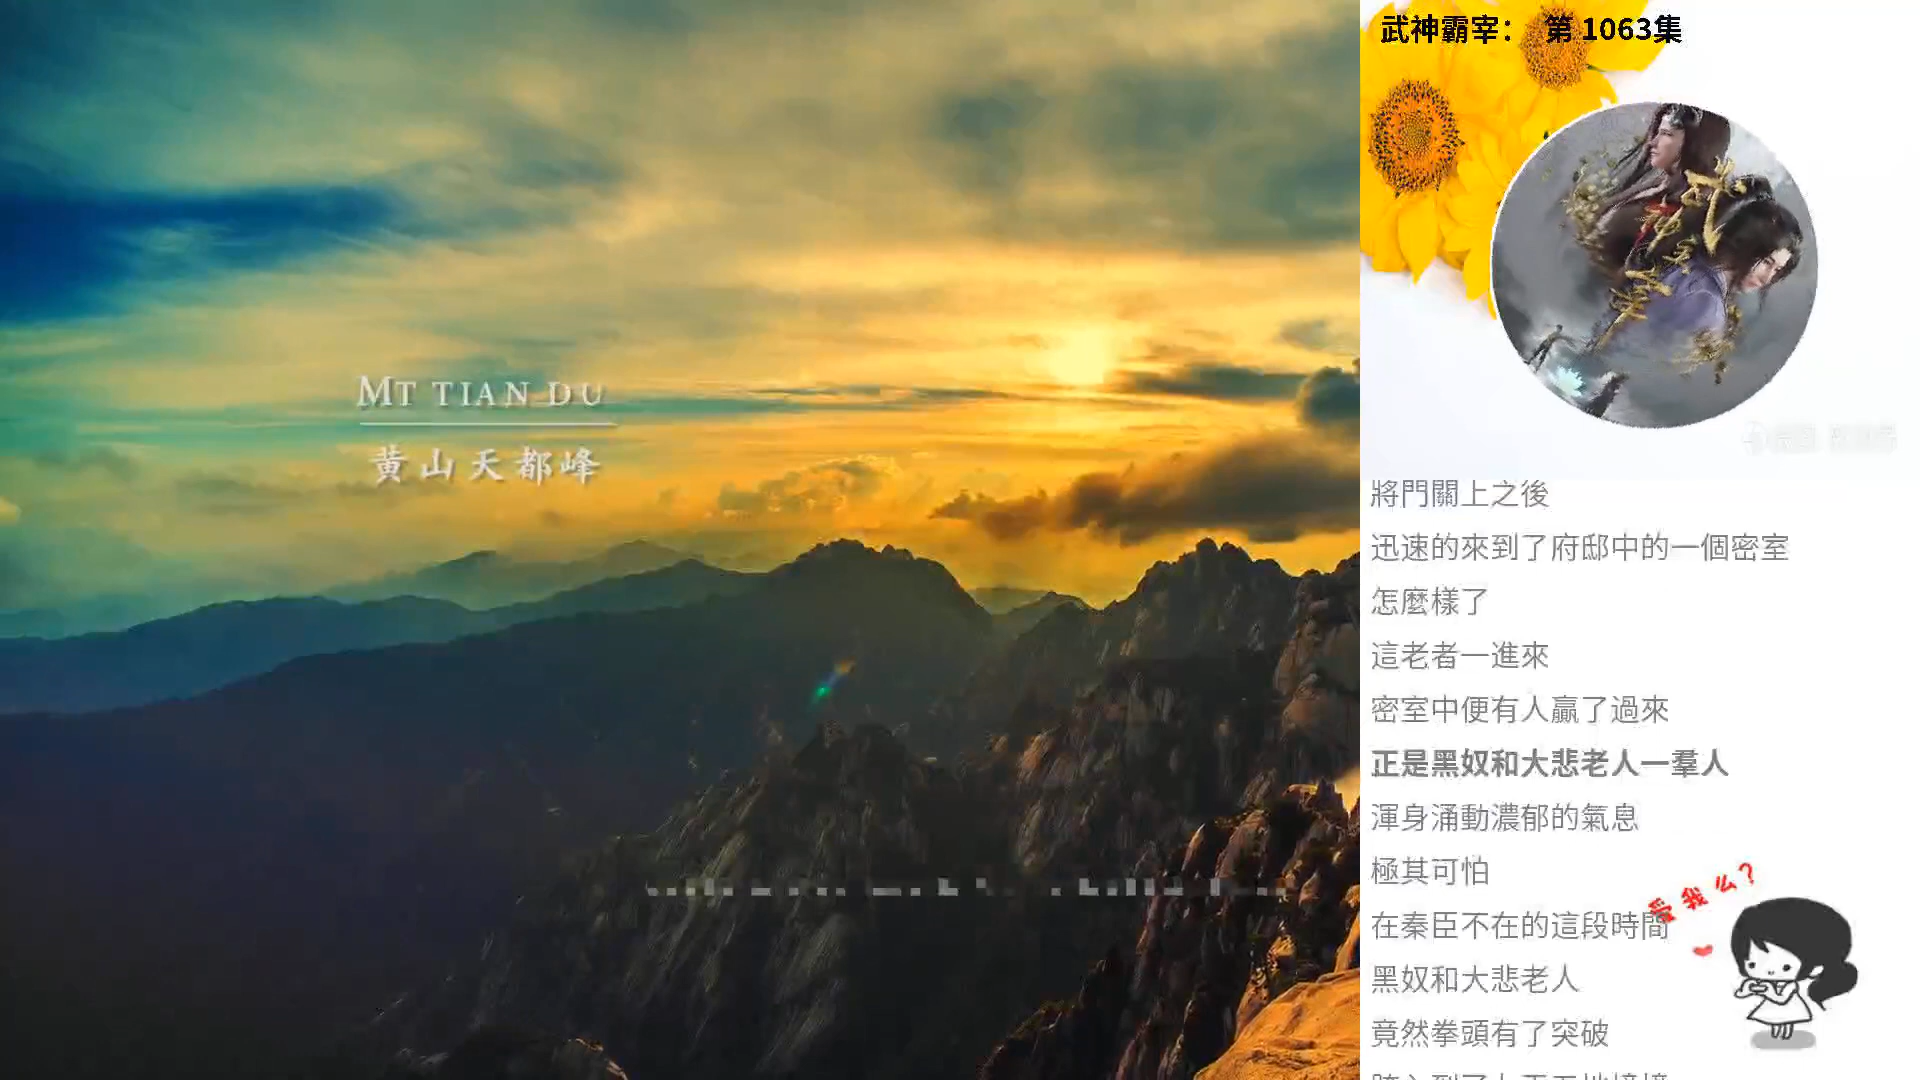 武神霸宰： 第 1063集
MT TIAN DU
黄山天都峰
將門關上之後
迅速的來到了府邸中的一個密室
怎麼樣了
這老者一進來
密室中便有人贏了過來
正是黑奴和大悲老人一羣人
渾身涌動濃郁的氣息
極其可怕
在秦臣不在的這段時間
黑奴和大悲老人
竟然拳頭有了突破
愛我么?